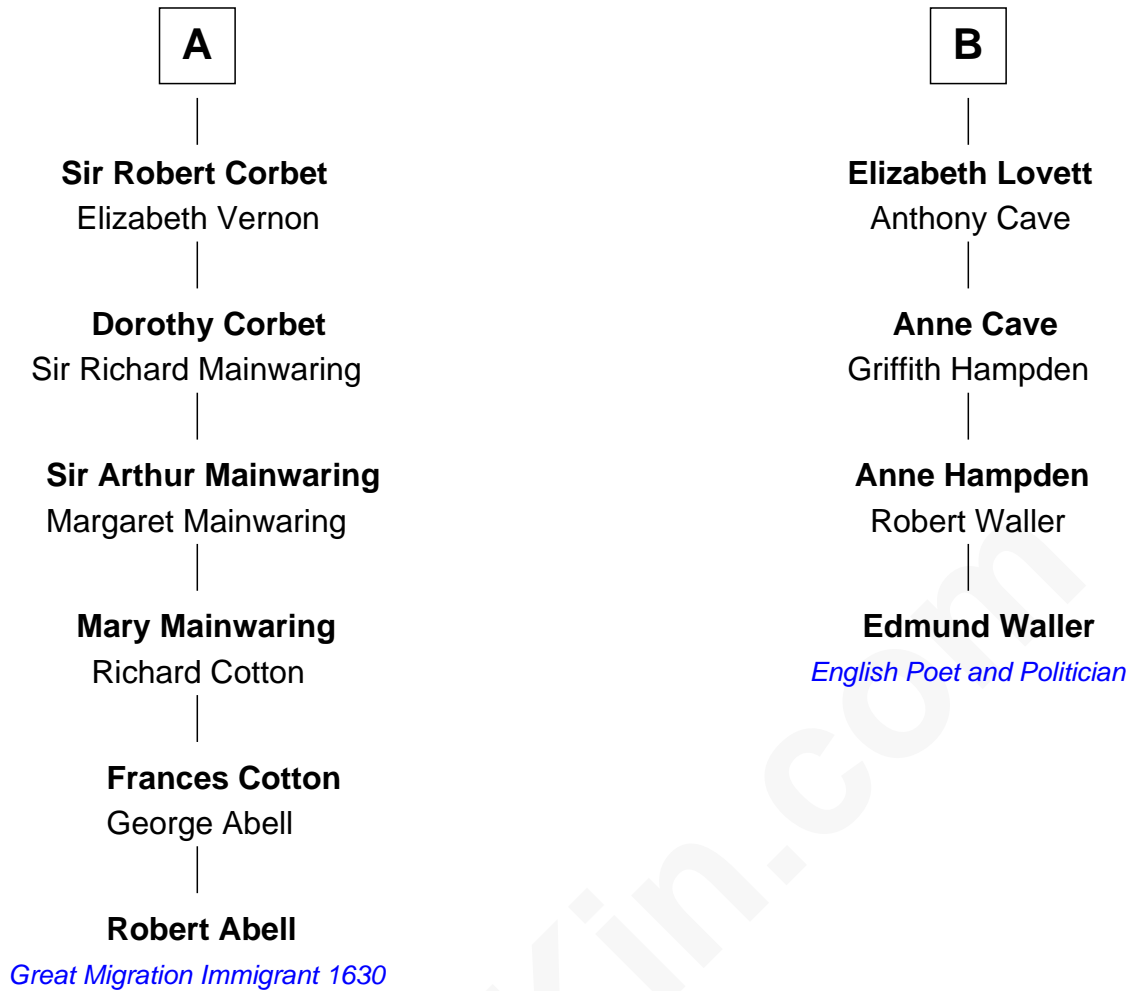 A
Sir Robert Corbet
Elizabeth Vernon
Dorothy Corbet
Sir Richard Mainwaring
Sir Arthur Mainwaring
Margaret Mainwaring
Mary Mainwaring
Richard Cotton
Frances Cotton
George Abell
Robert Abell
Great Migration Immigrant 1630
B
Elizabeth Lovett
Anthony Cave
Anne Cave
Griffith Hampden
Anne Hampden
Robert Waller
Edmund Waller
English Poet and Politician
Kin.com